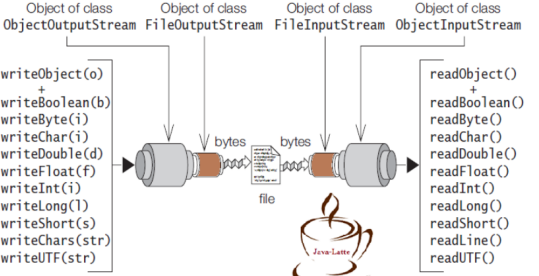 Object of class
ObjectOutputStream
Object of class
FileOutputStream
Object of class
FileInputStream
Object of class
ObjectInputStream
writeObject(o)
+
writeBoolean(b)
writeByte(i)
writeChar(i)
writeDouble(d)
writeFloat(f)
writeInt(i)
writeLong(l)
writeShort(s)
writeChars(str)
writeUTF(str)
bytes
file
bytes
readObject()
+
readBoolean()
readByte()
readChar()
readDouble()
readFloat()
readInt()
readLong()
readShort()
readLine()
readUTF()
Java-Latte